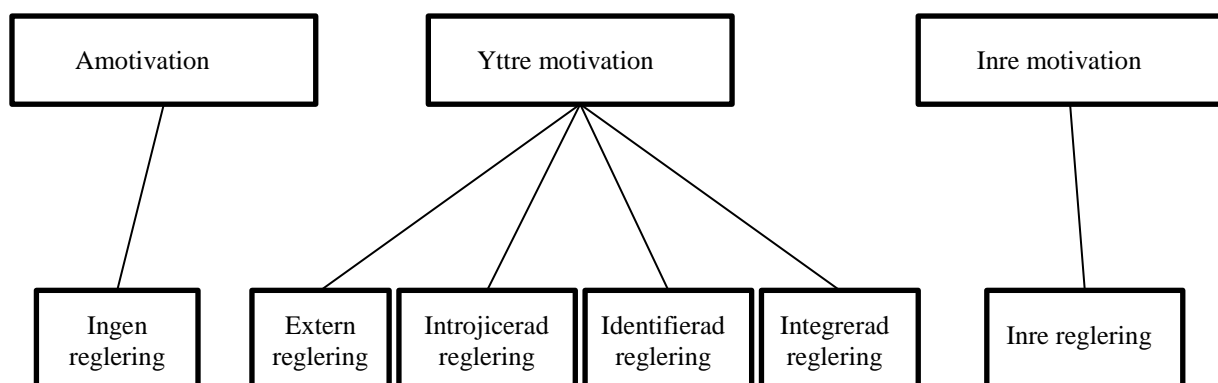 Amotivation
Yttre motivation
Inre motivation
Ingen
reglering
Extern
reglering
Introjicerad
reglering
Identifierad
reglering
Integrerad
reglering
Inre reglering